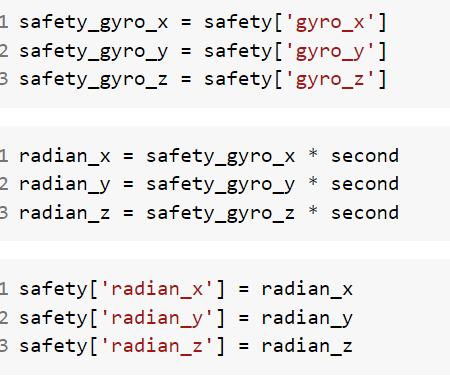 1 safety_gyro_x = safety['gyro_x']
2 safety_gyro_y = safety['gyro_y']
3 safety_gyro_z = safety['gyro_z']
1 radian_x = safety_gyro_x * second
2 radian_y = safety_gyro_y * second
3 radian_z = safety_gyro_z * second
1 safety['radian_x'] = radian_x
2 safety['radian_y'] = radian_y
3 safety['radian_z'] = radian_z